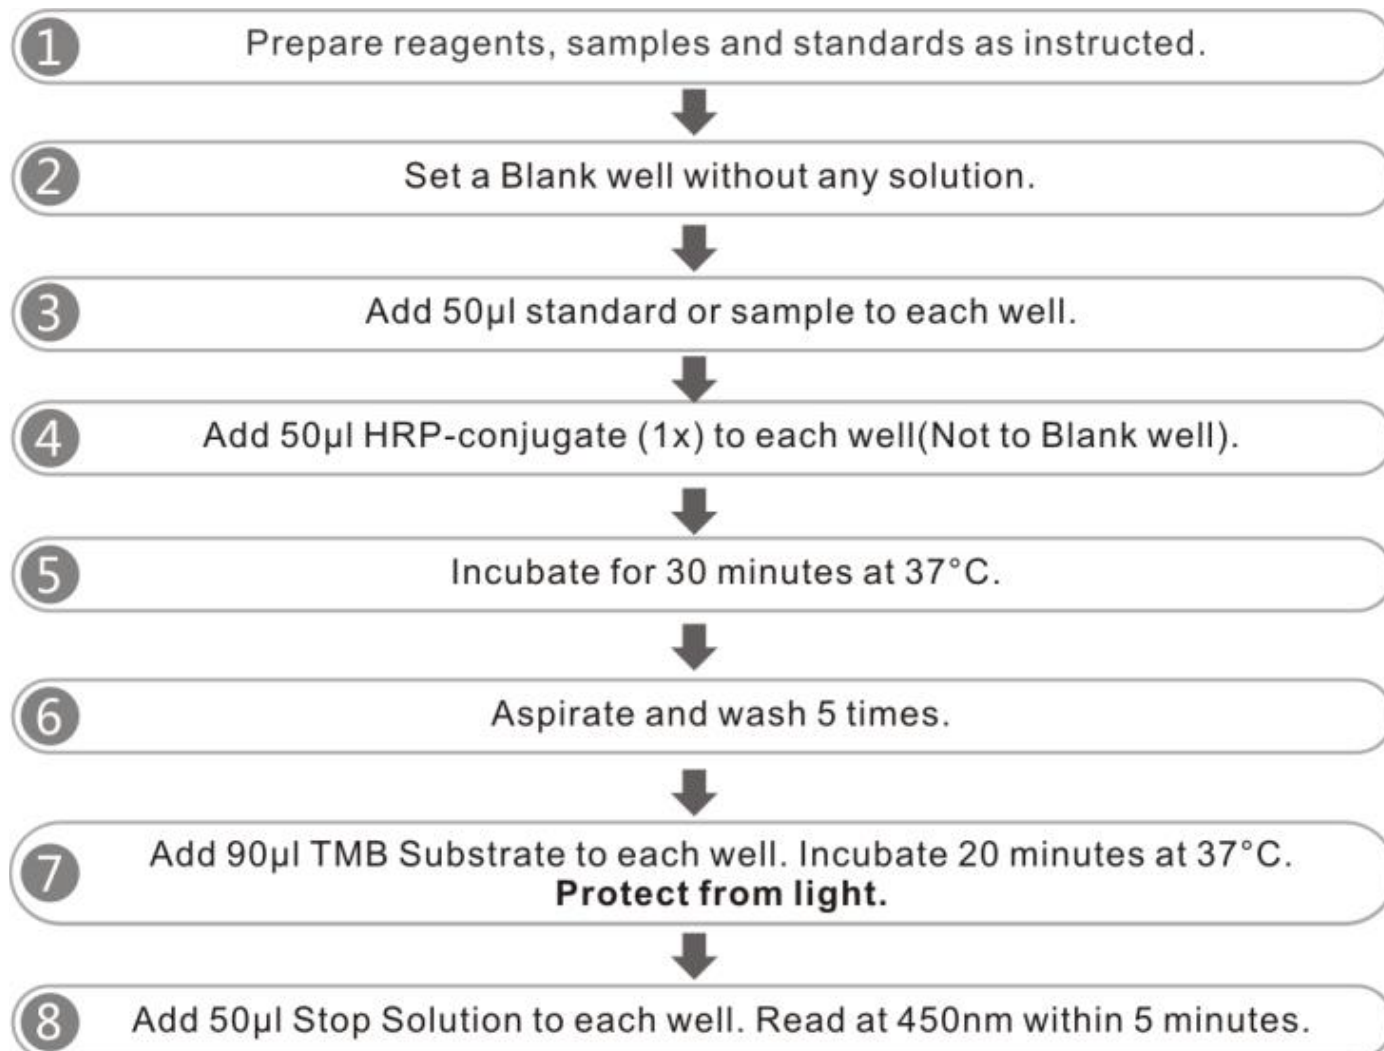 1 Prepare reagents, samples and standards as instructed.
2 Set a Blank well without any solution.
3 Add 50μl standard or sample to each well.
4 Add 50μl HRP-conjugate (1x) to each well(Not to Blank well).
5 Incubate for 30 minutes at 37°C.
6 Aspirate and wash 5 times.
7 Add 90μl TMB Substrate to each well. Incubate 20 minutes at 37°C.
Protect from light.
8 Add 50μl Stop Solution to each well. Read at 450nm within 5 minutes.